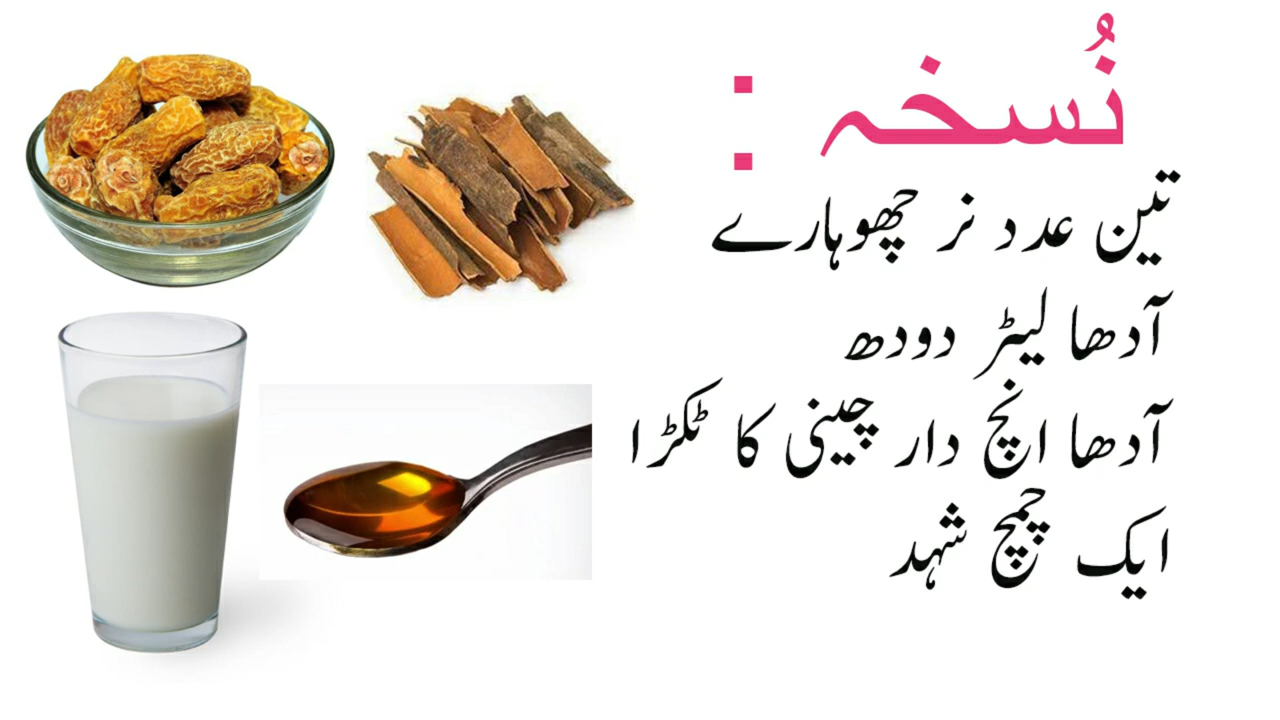 نُسخہ :
تین عدد نر چھوہارے
آدھا لیٹر دودھ
آدھا انچ دار چینی کا ٹکڑا
ایک چمچ شہد